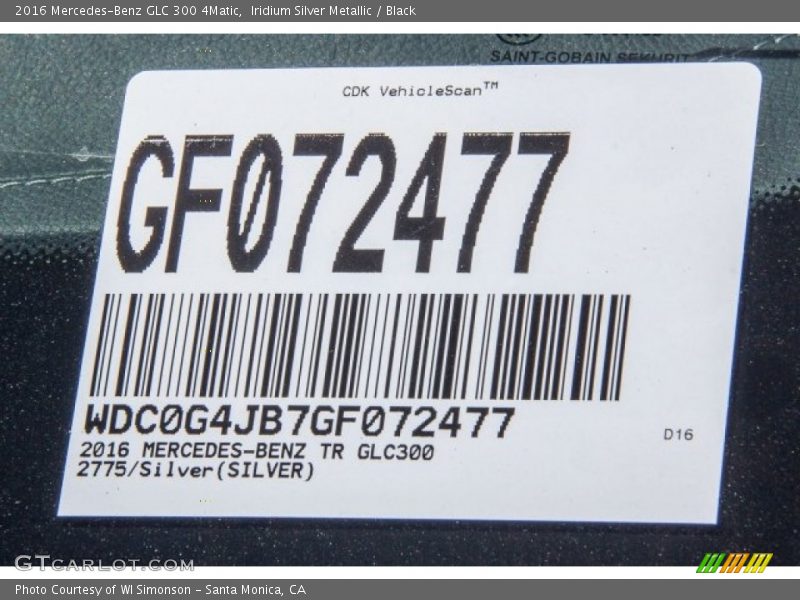 2016 Mercedes-Benz GLC 300 4Matic, Iridium Silver Metallic / Black
SAINT-GOBAIN SEKURIT
CDK VehicleScan™
GF072477
WDC0G4JB7GF072477
D16
2016 MERCEDES-BENZ TR GLC300
2775/Silver(SILVER)
GTCARLOT.COM
Photo Courtesy of WI Simonson - Santa Monica, CA